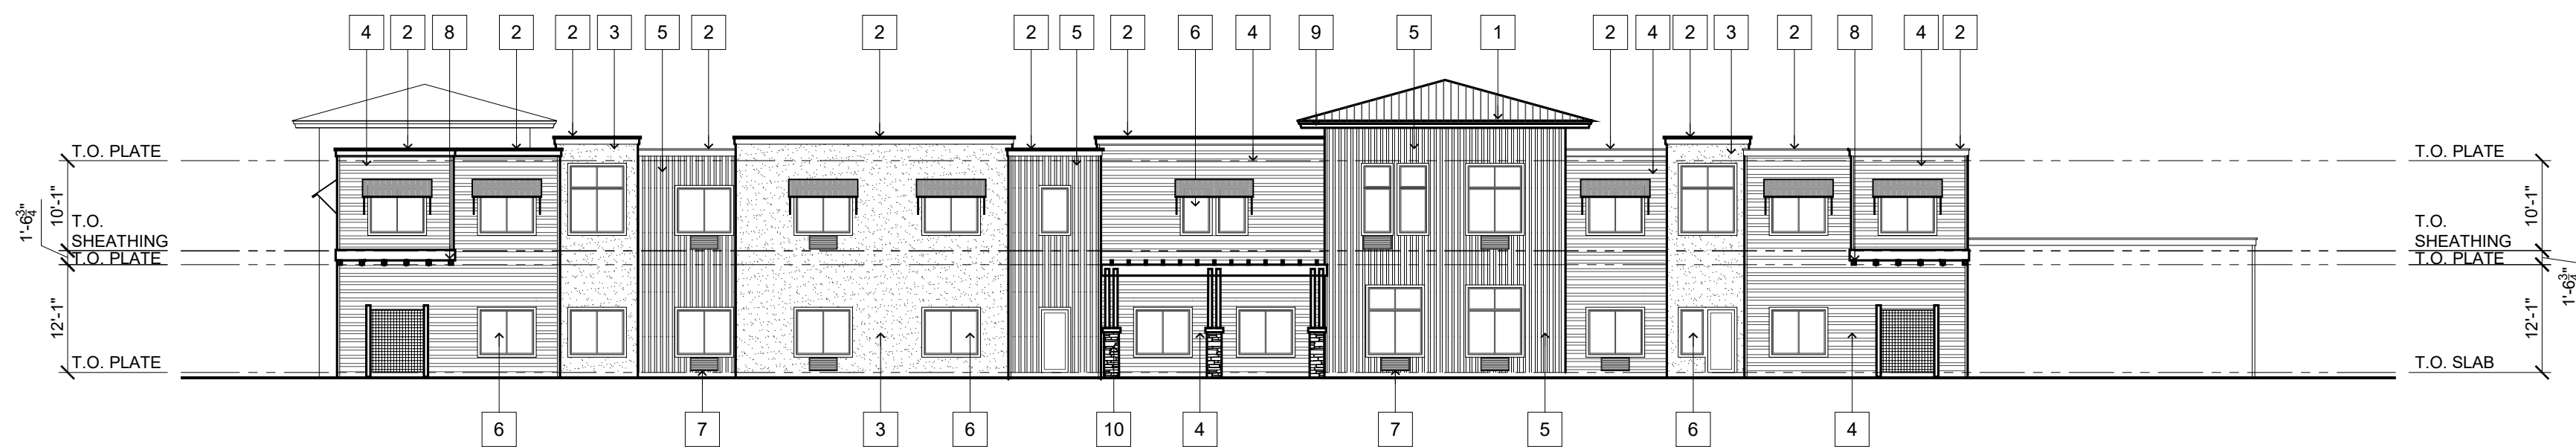 4 2 8 2 2 3 5 2 2 2 5 2 6 4 9 5 1 2 4 2 3 2 8 4 2
T.O. PLATE
10'-1"
T.O.
SHEATHING
1'-6¾"
T.O. PLATE
12'-1"
T.O. PLATE
T.O. PLATE
10'-1"
T.O.
SHEATHING
T.O. PLATE
1'-6¾"
12'-1"
T.O. SLAB
6 7 3 6 10 4 7 5 6 4